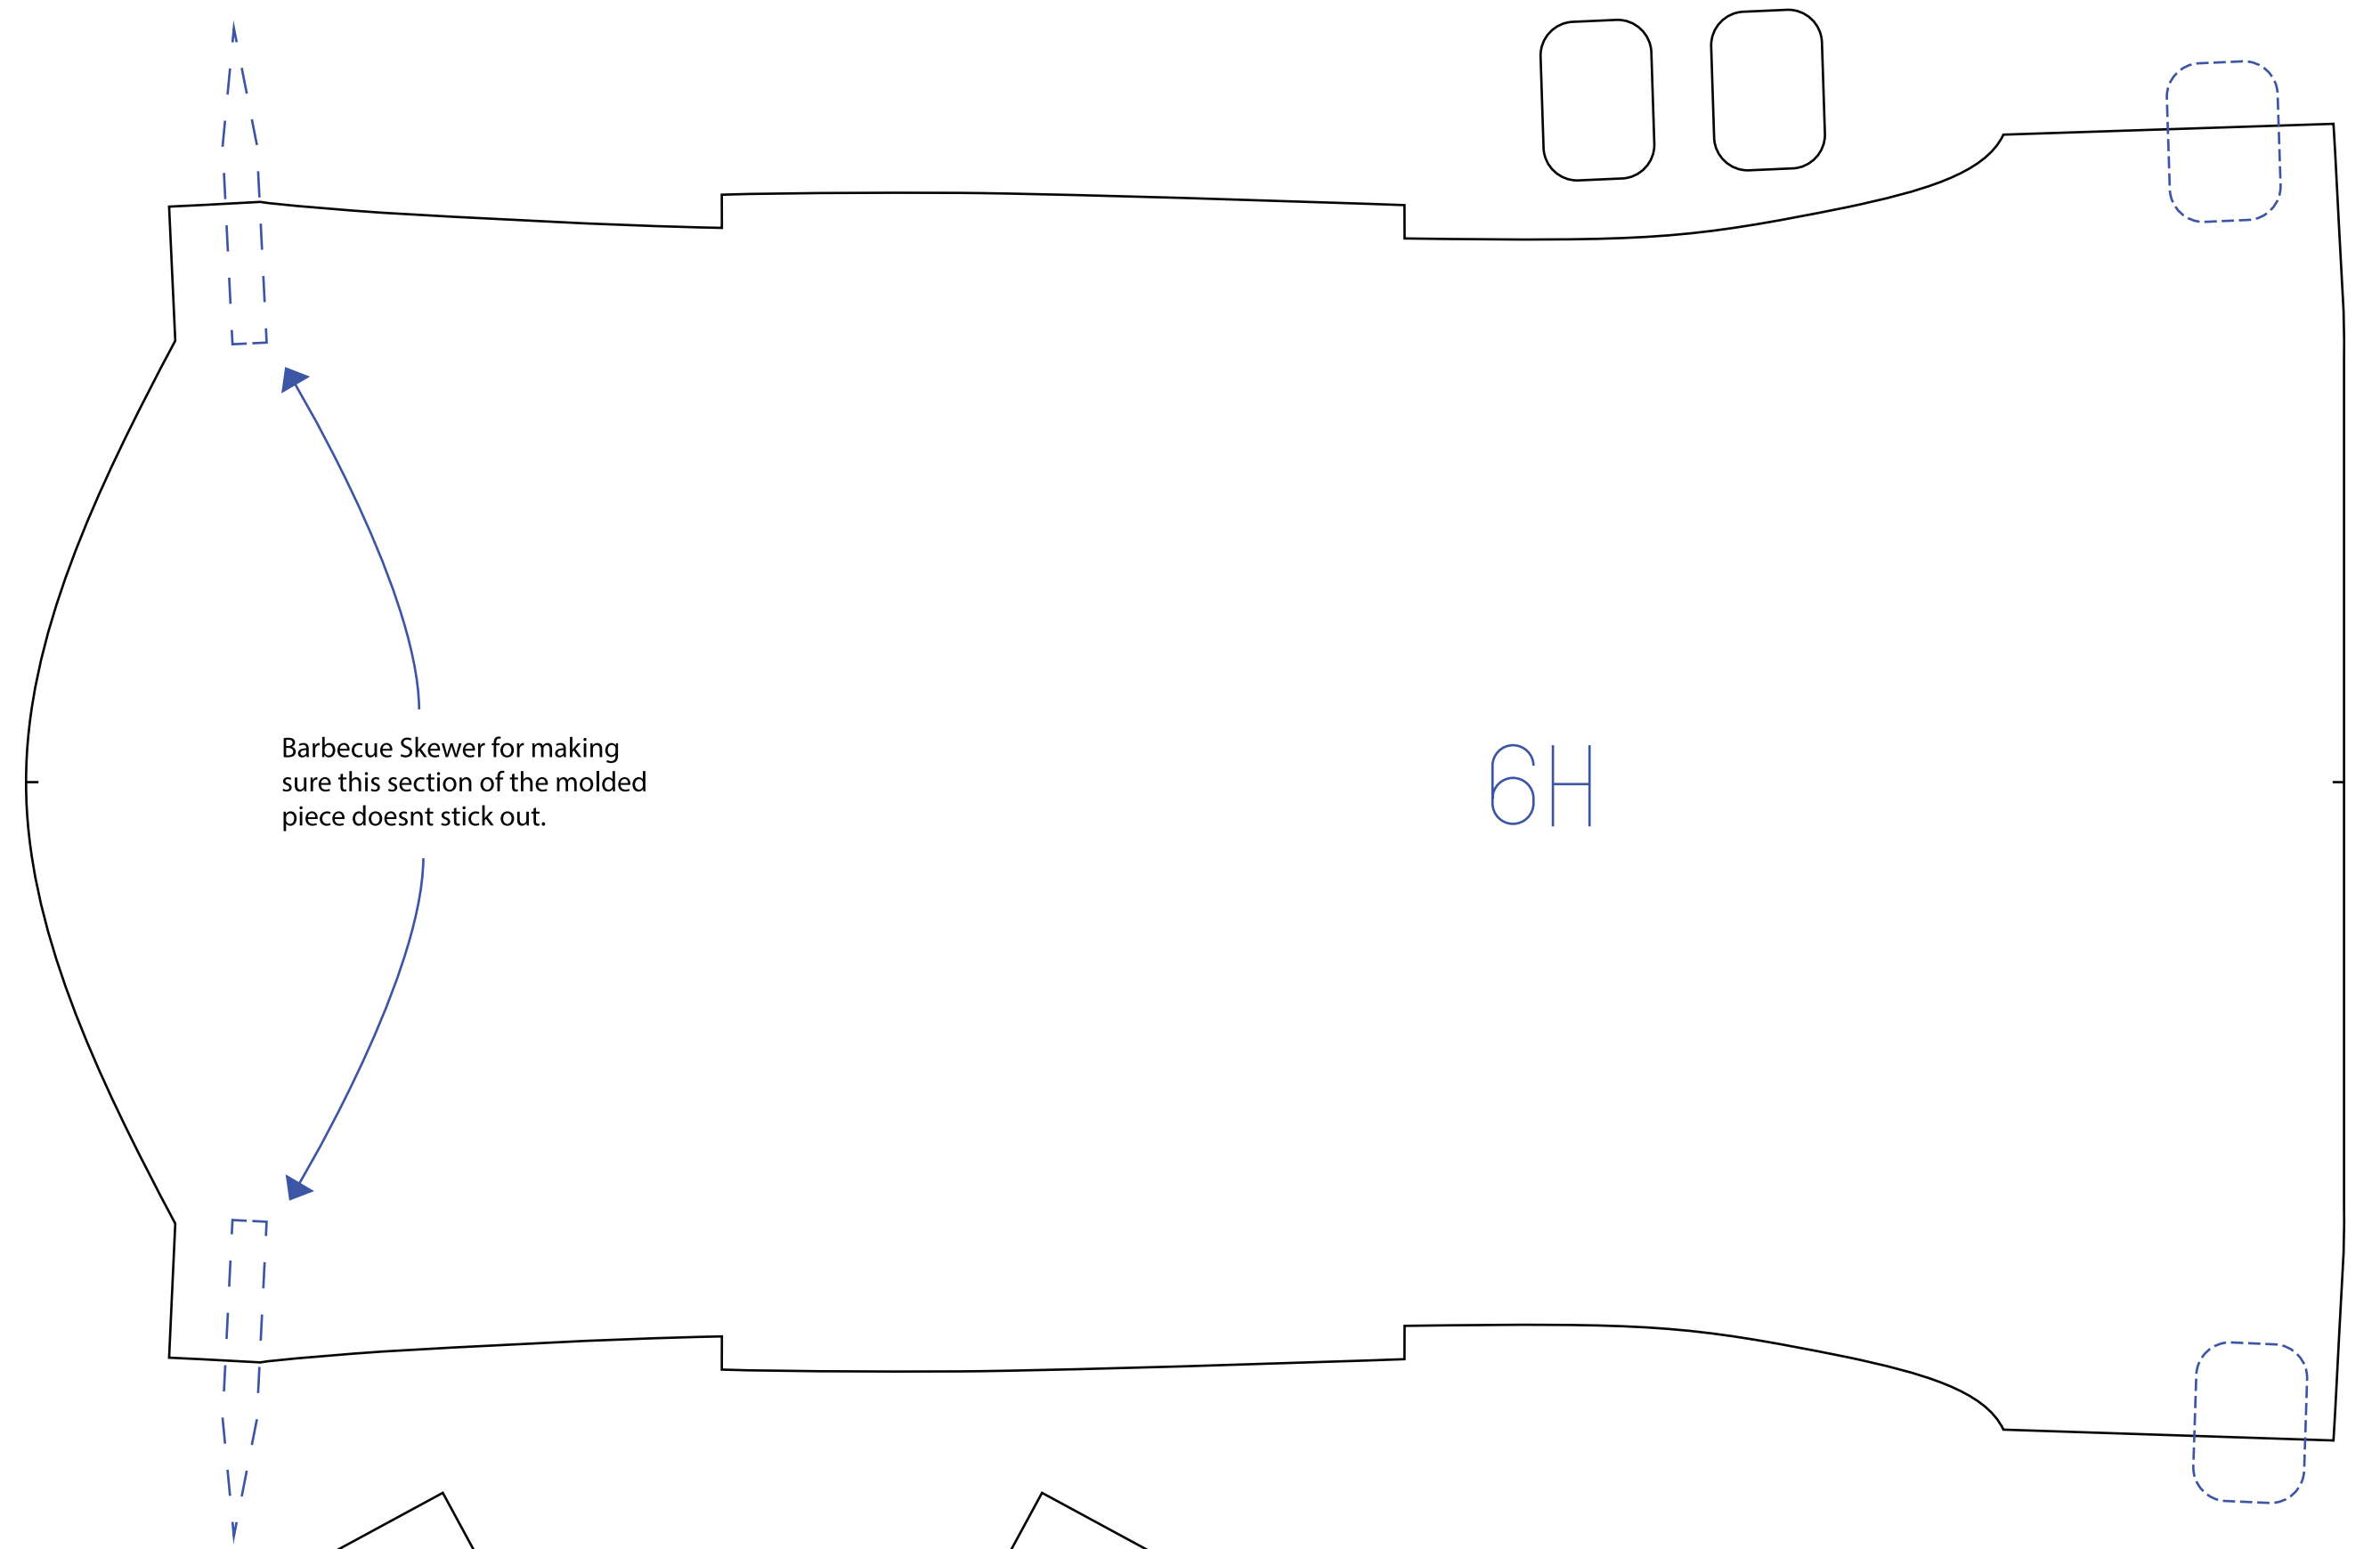 Barbecue Skewer for making
sure this section of the molded
piece doesnt stick out.
6H